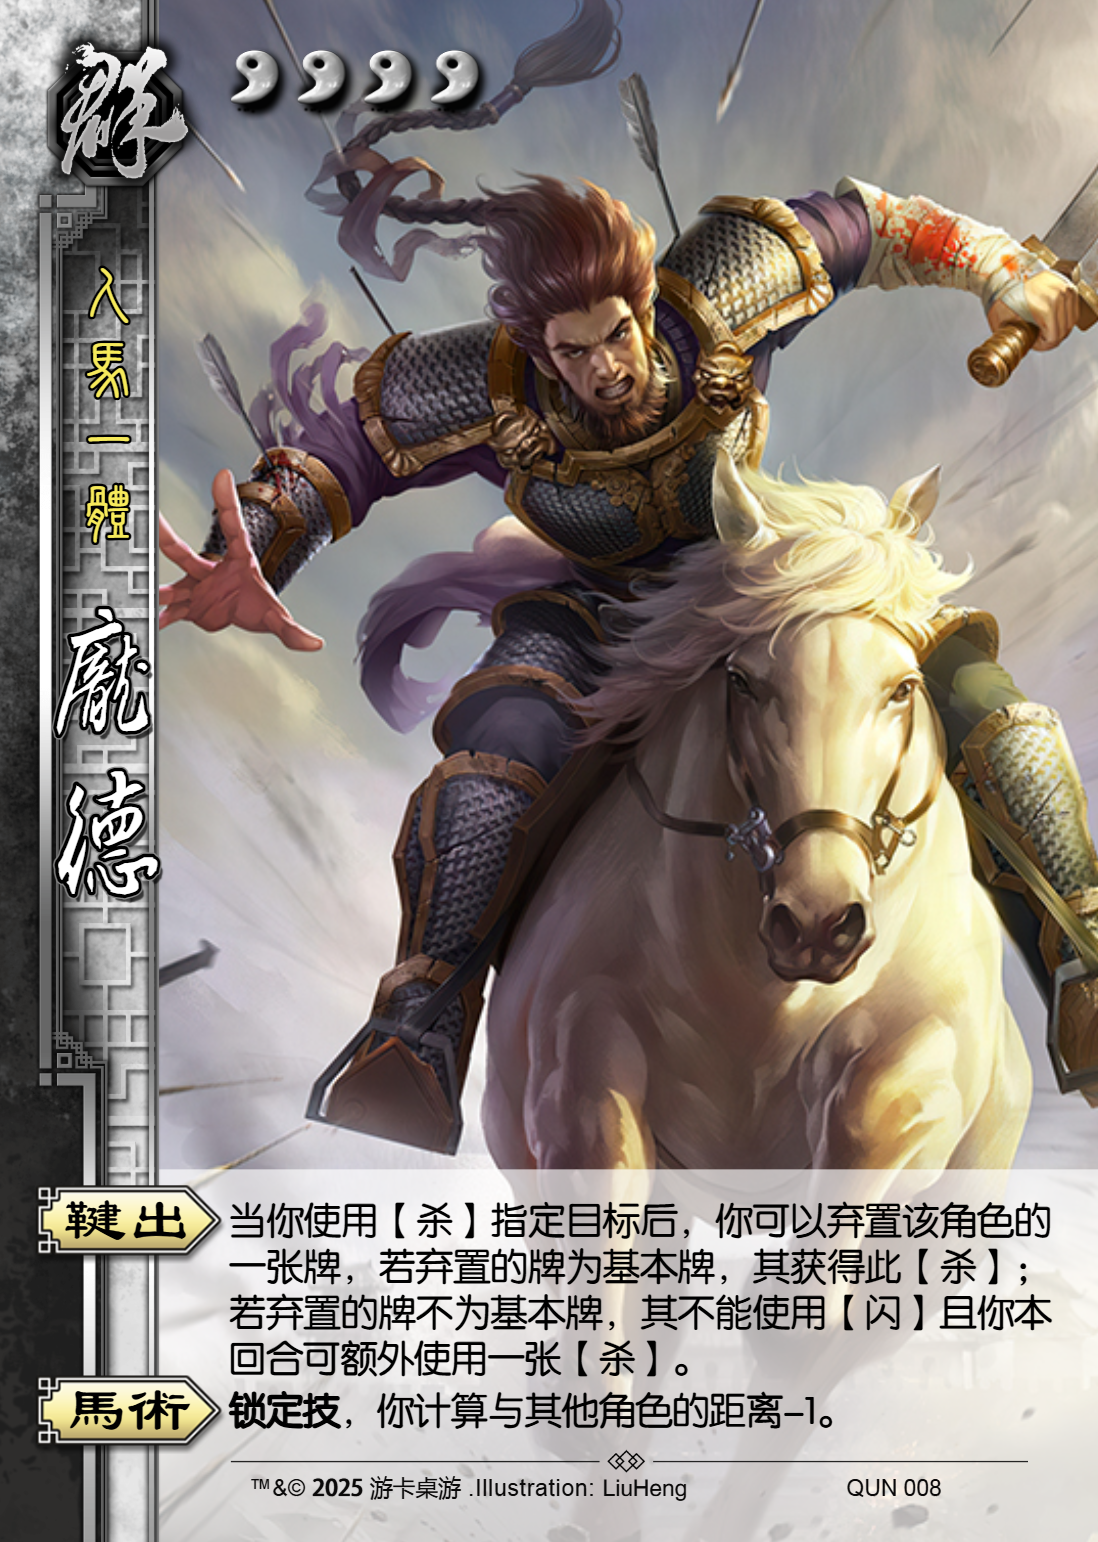 群
人馬一體
龐德
鞬出
当你使用【杀】指定目标后，你可以弃置该角色的
一张牌，若弃置的牌为基本牌，其获得此【杀】；
若弃置的牌不为基本牌，其不能使用【闪】且你本
回合可额外使用一张【杀】。
馬術
锁定技，你计算与其他角色的距离-1。
™&© 2025 游卡桌游 .Illustration: LiuHeng
QUN 008